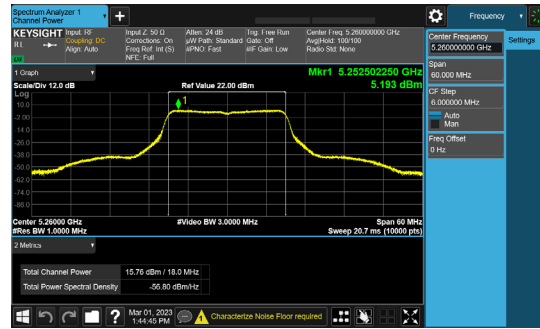 Spectrum Analyzer 1
Channel Power
Frequency
KEYSIGHT
Input: RF
Coupling: DC
Align: Auto
Input Z: 50 Ω
Corrections: On
Freq Ref: Int (S)
NFE: Full
Atten: 24 dB
µW Path: Standard
#PNO: Fast
Trig: Free Run
Gate: Off
#IF Gain: Low
Center Freq: 5.260000000 GHz
Avg|Hold: 100/100
Radio Std: None
Center Frequency
5.260000000 GHz
Settings
Span
60.000 MHz
CF Step
6.000000 MHz
Auto
Man
Freq Offset
0 Hz
1 Graph
Mkr1 5.252502250 GHz
Scale/Div 12.0 dB
Ref Value 22.00 dBm
5.193 dBm
Log
10.0
-2.00
-14.0
-26.0
-38.0
-50.0
-62.0
-74.0
-86.0
1
Center 5.26000 GHz
#Video BW 3.0000 MHz
Span 60 MHz
#Res BW 1.0000 MHz
Sweep 20.7 ms (10000 pts)
2 Metrics
Total Channel Power
15.76 dBm / 18.0 MHz
Total Power Spectral Density
-56.80 dBm/Hz
Mar 01, 2023
1:44:45 PM
Characterize Noise Floor required